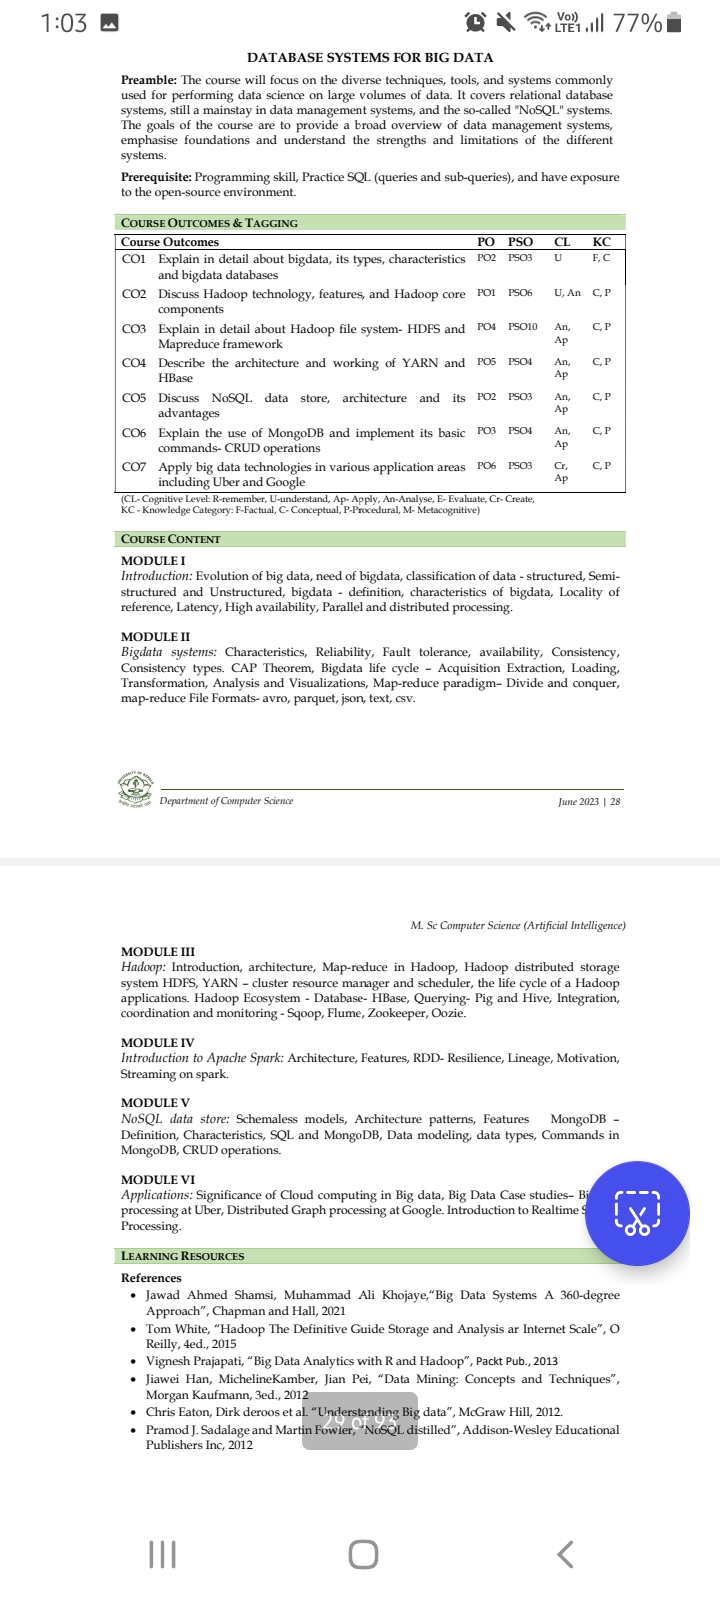 1:03
Vo))
LTE1
77%
DATABASE SYSTEMS FOR BIG DATA
Preamble: The course will focus on the diverse techniques, tools, and systems commonly
used for performing data science on large volumes of data. It covers relational database
systems, still a mainstay in data management systems, and the so-called "NoSQL" systems.
The goals of the course are to provide a broad overview of data management systems,
emphasise foundations and understand the strengths and limitations of the different
systems.
Prerequisite: Programming skill, Practice SQL (queries and sub-queries), and have exposure
to the open-source environment.
COURSE OUTCOMES & TAGGING
Course Outcomes PO PSO CL KC
CO1 Explain in detail about bigdata, its types, characteristics PO2 PSO3 U F, C
and bigdata databases
CO2 Discuss Hadoop technology, features, and Hadoop core PO1 PSO6 U, An C, P
components
CO3 Explain in detail about Hadoop file system- HDFS and PO4 PSO10 An, C, P
Mapreduce framework Ap
CO4 Describe the architecture and working of YARN and PO5 PSO4 An, C, P
HBase Ap
CO5 Discuss NoSQL data store, architecture and its PO2 PSO3 An, C, P
advantages Ap
CO6 Explain the use of MongoDB and implement its basic PO3 PSO4 An, C, P
commands- CRUD operations Ap
CO7 Apply big data technologies in various application areas PO6 PSO3 Cr, C, P
including Uber and Google Ap
(CL- Cognitive Level: R-remember, U-understand, Ap- Apply, An-Analyse, E- Evaluate, Cr- Create,
KC - Knowledge Category: F-Factual, C- Conceptual, P-Procedural, M- Metacognitive)
COURSE CONTENT
MODULE I
Introduction: Evolution of big data, need of bigdata, classification of data - structured, Semi-
structured and Unstructured, bigdata - definition, characteristics of bigdata, Locality of
reference, Latency, High availability, Parallel and distributed processing.
MODULE II
Bigdata systems: Characteristics, Reliability, Fault tolerance, availability, Consistency,
Consistency types. CAP Theorem, Bigdata life cycle – Acquisition Extraction, Loading,
Transformation, Analysis and Visualizations, Map-reduce paradigm– Divide and conquer,
map-reduce File Formats- avro, parquet, json, text, csv.
Department of Computer Science June 2023 | 28
M. Sc Computer Science (Artificial Intelligence)
MODULE III
Hadoop: Introduction, architecture, Map-reduce in Hadoop, Hadoop distributed storage
system HDFS, YARN – cluster resource manager and scheduler, the life cycle of a Hadoop
applications. Hadoop Ecosystem - Database- HBase, Querying- Pig and Hive, Integration,
coordination and monitoring - Sqoop, Flume, Zookeeper, Oozie.
MODULE IV
Introduction to Apache Spark: Architecture, Features, RDD- Resilience, Lineage, Motivation,
Streaming on spark.
MODULE V
NoSQL data store: Schemaless models, Architecture patterns, Features MongoDB –
Definition, Characteristics, SQL and MongoDB, Data modeling, data types, Commands in
MongoDB, CRUD operations.
MODULE VI
Applications: Significance of Cloud computing in Big data, Big Data Case studies–
processing at Uber, Distributed Graph processing at Google. Introduction to Realtime
Processing.
LEARNING RESOURCES
References
• Jawad Ahmed Shamsi, Muhammad Ali Khojaye,“Big Data Systems A 360-degree
Approach”, Chapman and Hall, 2021
• Tom White, “Hadoop The Definitive Guide Storage and Analysis ar Internet Scale”, O
Reilly, 4ed., 2015
• Vignesh Prajapati, “Big Data Analytics with R and Hadoop”, Packt Pub., 2013
• Jiawei Han, MichelineKamber, Jian Pei, “Data Mining: Concepts and Techniques”,
Morgan Kaufmann, 3ed., 2012
• Chris Eaton, Dirk deroos et al. “Understanding Big data”, McGraw Hill, 2012.
29 of 93
• Pramod J. Sadalage and Martin Fowler, “NoSQL distilled”, Addison-Wesley Educational
Publishers Inc, 2012